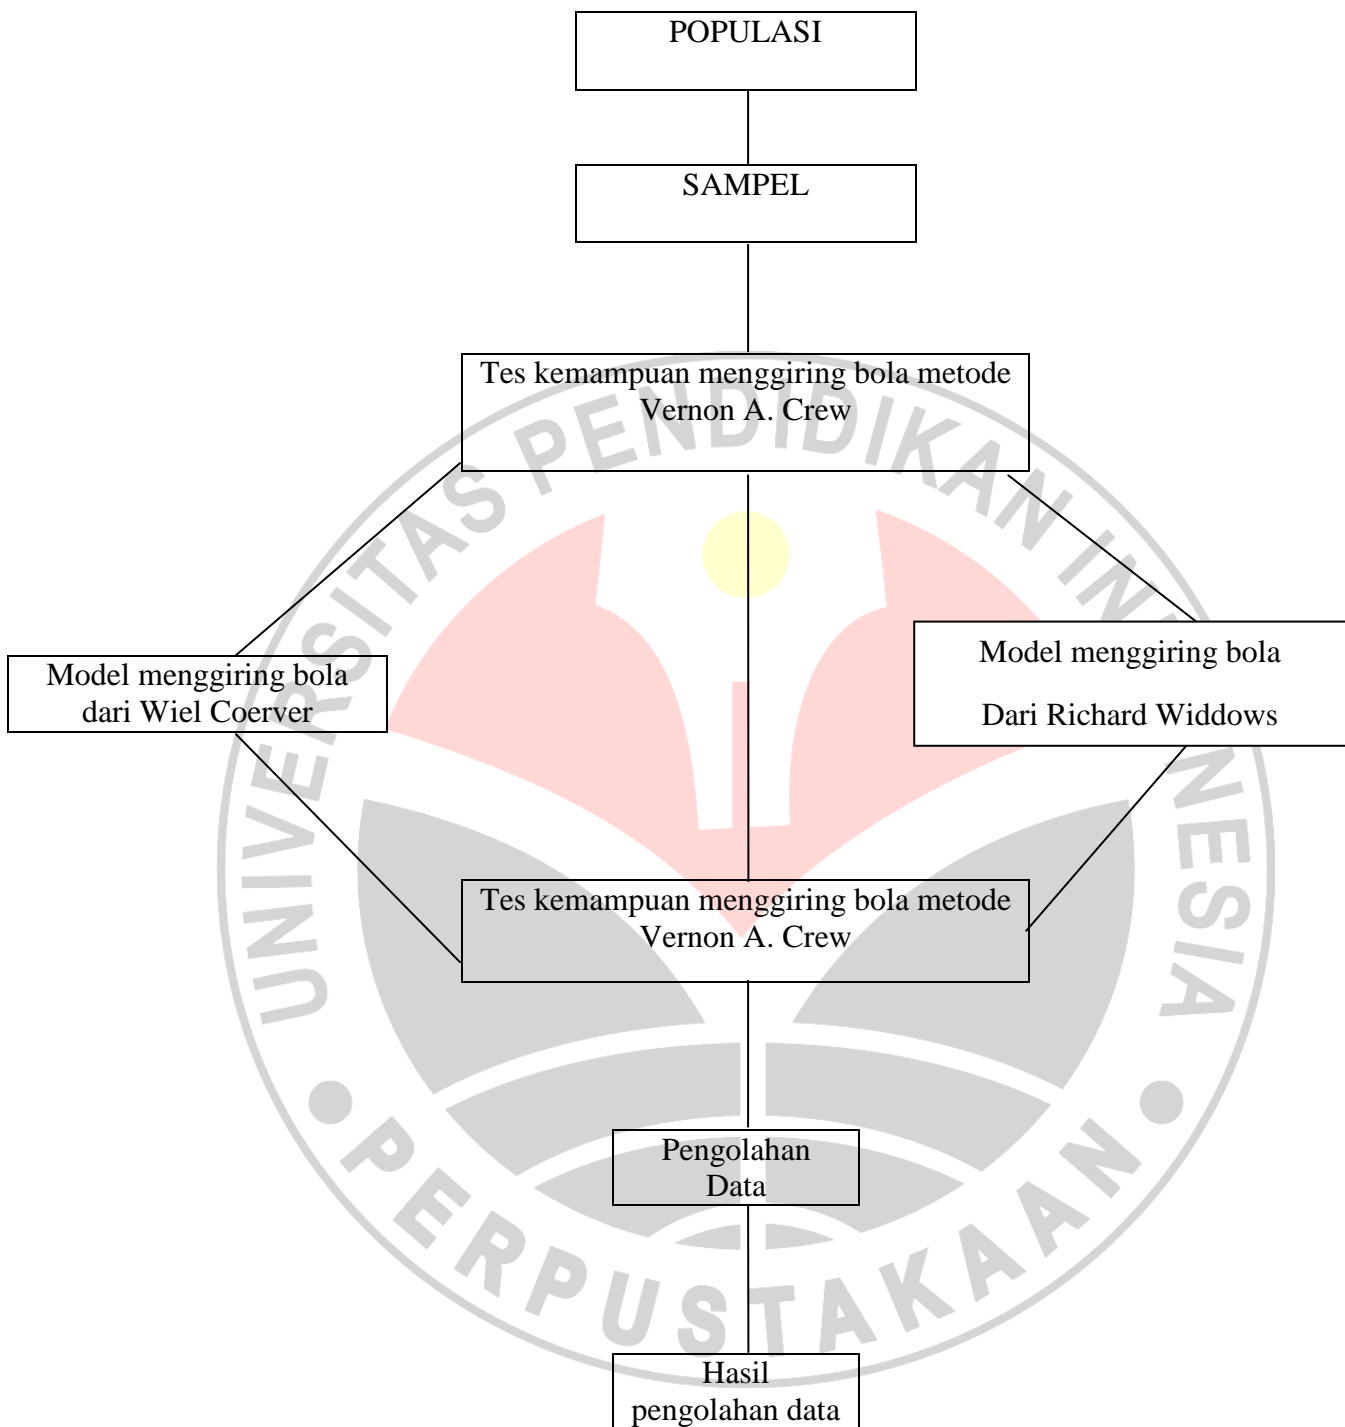 POPULASI
SAMPEL
Tes kemampuan menggiring bola metode
Vernon A. Crew
Model menggiring bola
dari Wiel Coerver
Model menggiring bola
Dari Richard Widdows
Tes kemampuan menggiring bola metode
Vernon A. Crew
Pengolahan
Data
Hasil
pengolahan data
UNIVERSITAS PENDIDIKAN INDONESIA
PERPUSTAKAAN